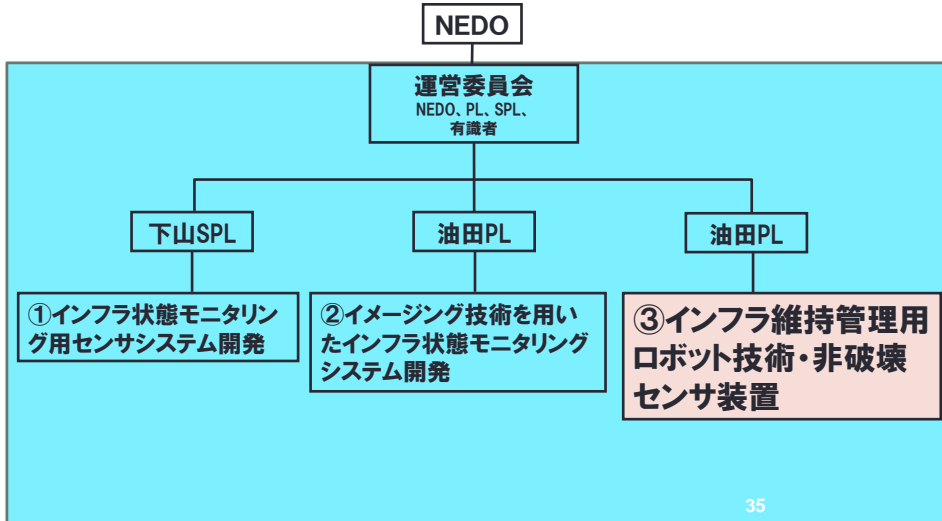 NEDO
運営委員会
NEDO、PL、SPL、
有識者
下山SPL
油田PL
油田PL
①インフラ状態モニタリン
グ用センサシステム開発
②イメージング技術を用い
たインフラ状態モニタリング
システム開発
③インフラ維持管理用
ロボット技術・非破壊
センサ装置
35